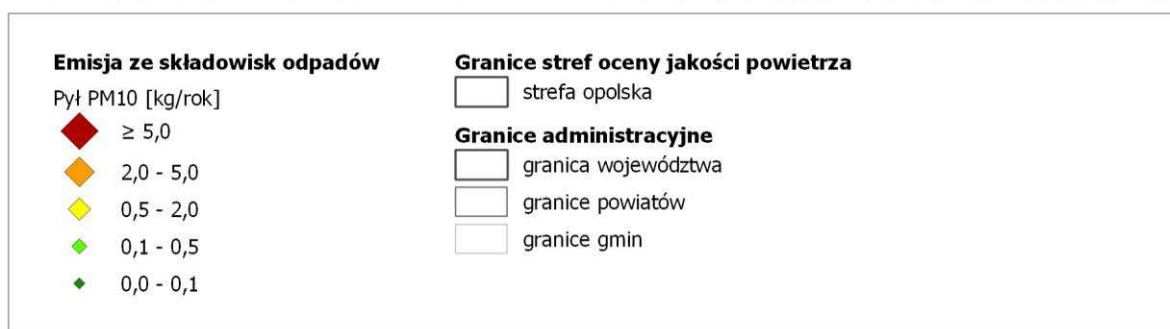 Emisja ze składowisk odpadów
Pył PM10 [kg/rok]
≥ 5,0
2,0 - 5,0
0,5 - 2,0
0,1 - 0,5
0,0 - 0,1
Granice stref oceny jakości powietrza
strefa opolska
Granice administracyjne
granica województwa
granice powiatów
granice gmin